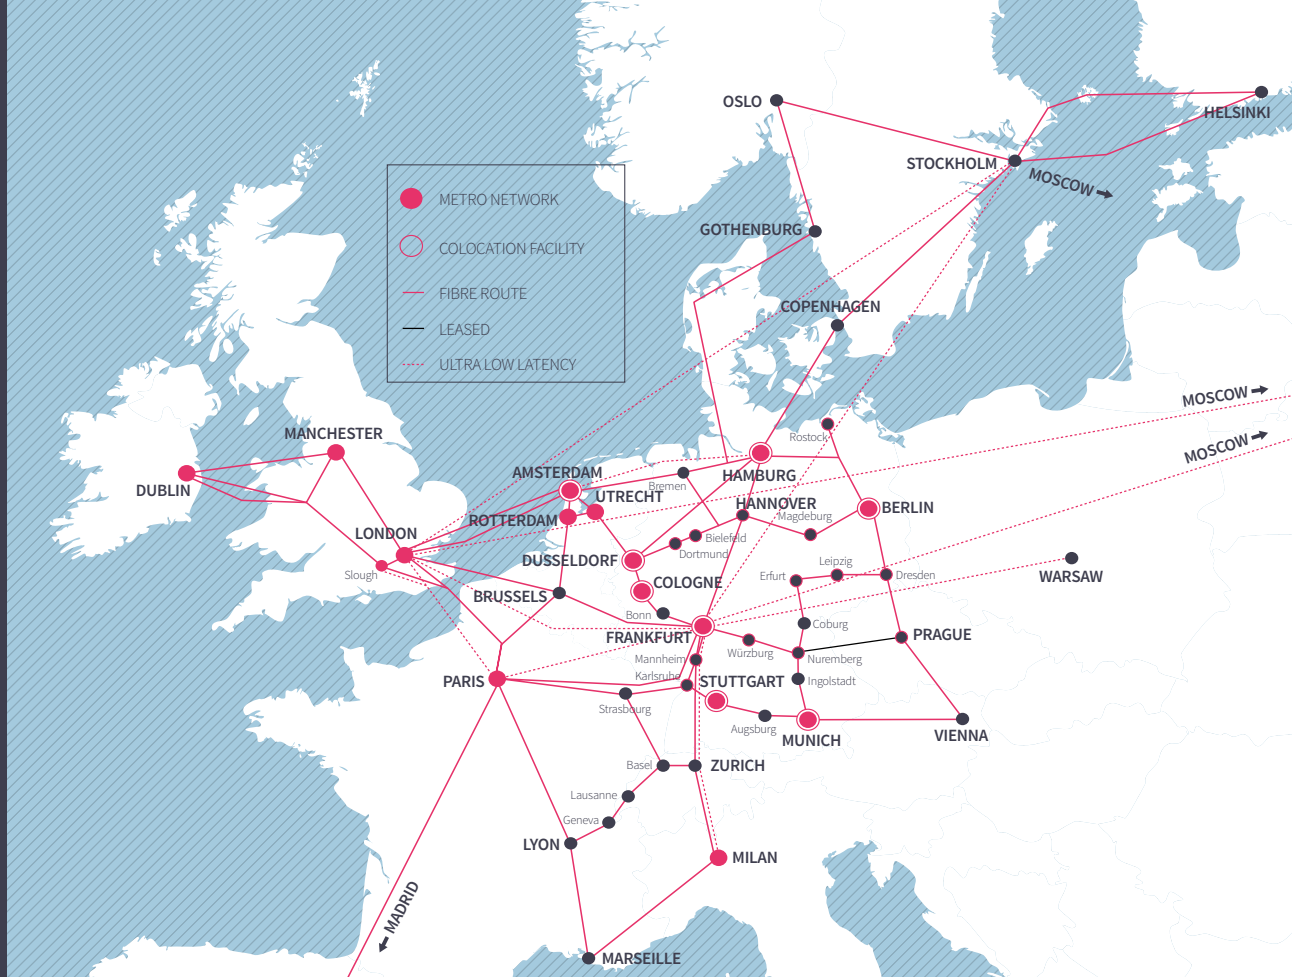 OSLO
HELSINKI
STOCKHOLM
MOSCOW
METRO NETWORK
COLOCATION FACILITY
FIBRE ROUTE
LEASED
ULTRA LOW LATENCY
GOTHENBURG
COPENHAGEN
MOSCOW
MOSCOW
MANCHESTER
DUBLIN
Rostock
AMSTERDAM
HAMBURG
Bremen
UTRECHT
HANNOVER
BERLIN
ROTTERDAM
Magdeburg
LONDON
Bielefeld
Dortmund
DUSSELDORF
Slough
COLOGNE
Leipzig
Erfurt
Dresden
WARSAW
BRUSSELS
Bonn
Coburg
FRANKFURT
PRAGUE
Würzburg
Nuremberg
Mannheim
Karlsruhe
PARIS
STUTTGART
Ingolstadt
Strasbourg
Augsburg
MUNICH
VIENNA
Basel
ZURICH
Lausanne
Geneva
LYON
MILAN
MADRID
MARSEILLE